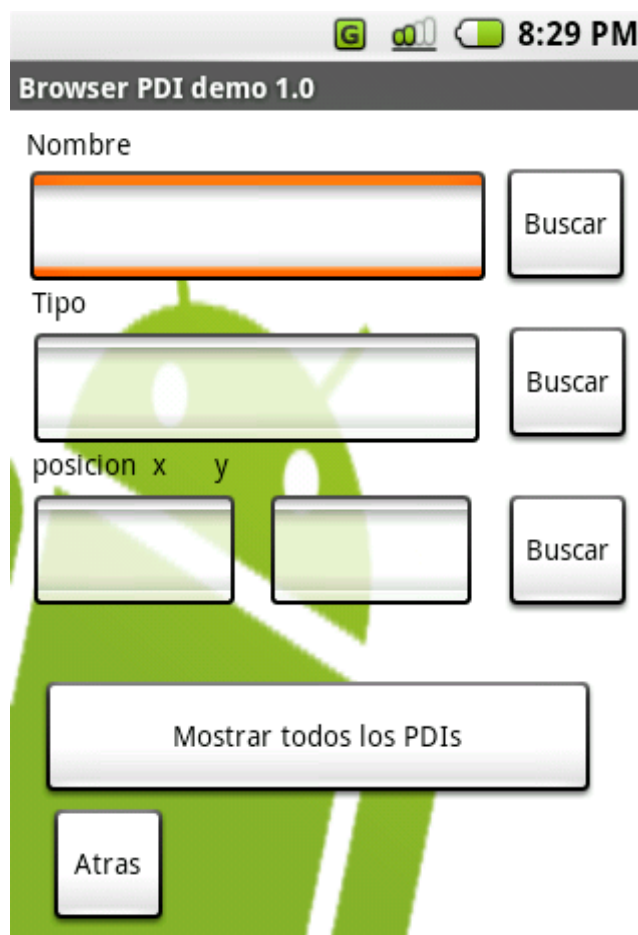 G 8:29 PM
Browser PDI demo 1.0
Nombre
Buscar
Tipo
Buscar
posicion x y
Buscar
Mostrar todos los PDIs
Atras